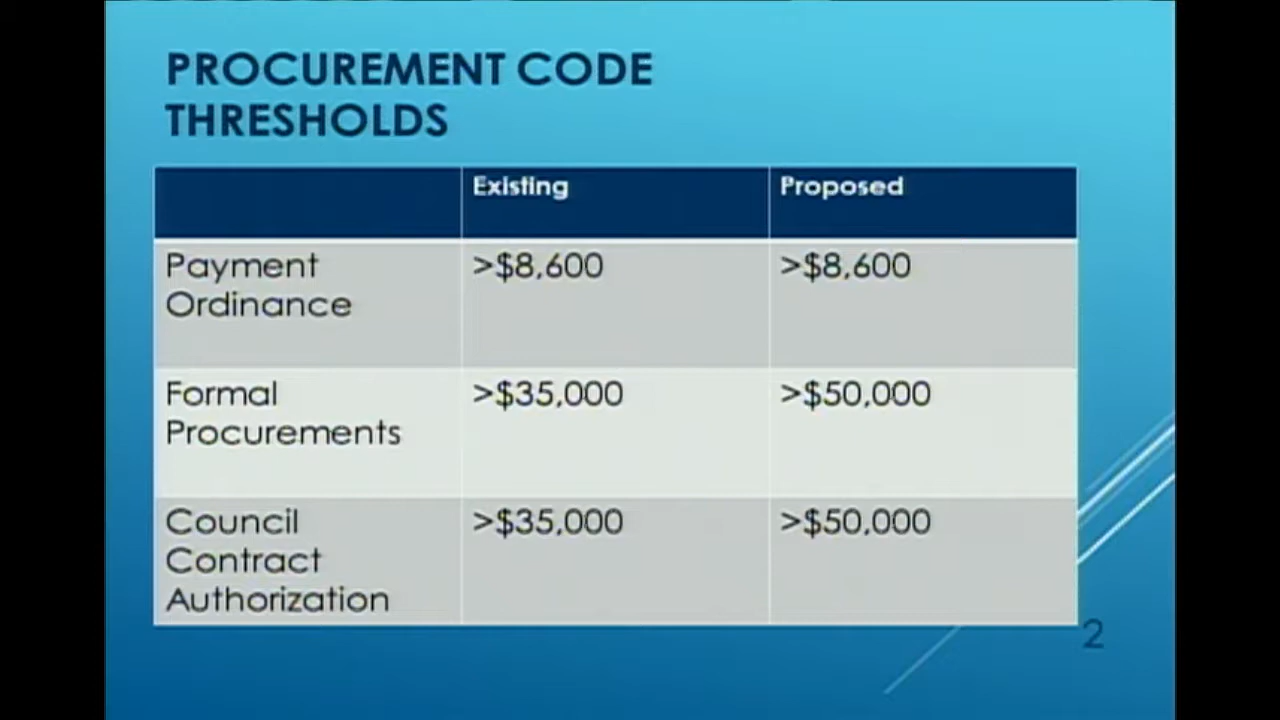 PROCUREMENT CODE
THRESHOLDS
Existing
Proposed
Payment
Ordinance
>$8,600
>$8,600
Formal
Procurements
>$35,000
>$50,000
Council
Contract
Authorization
>$35,000
>$50,000
2